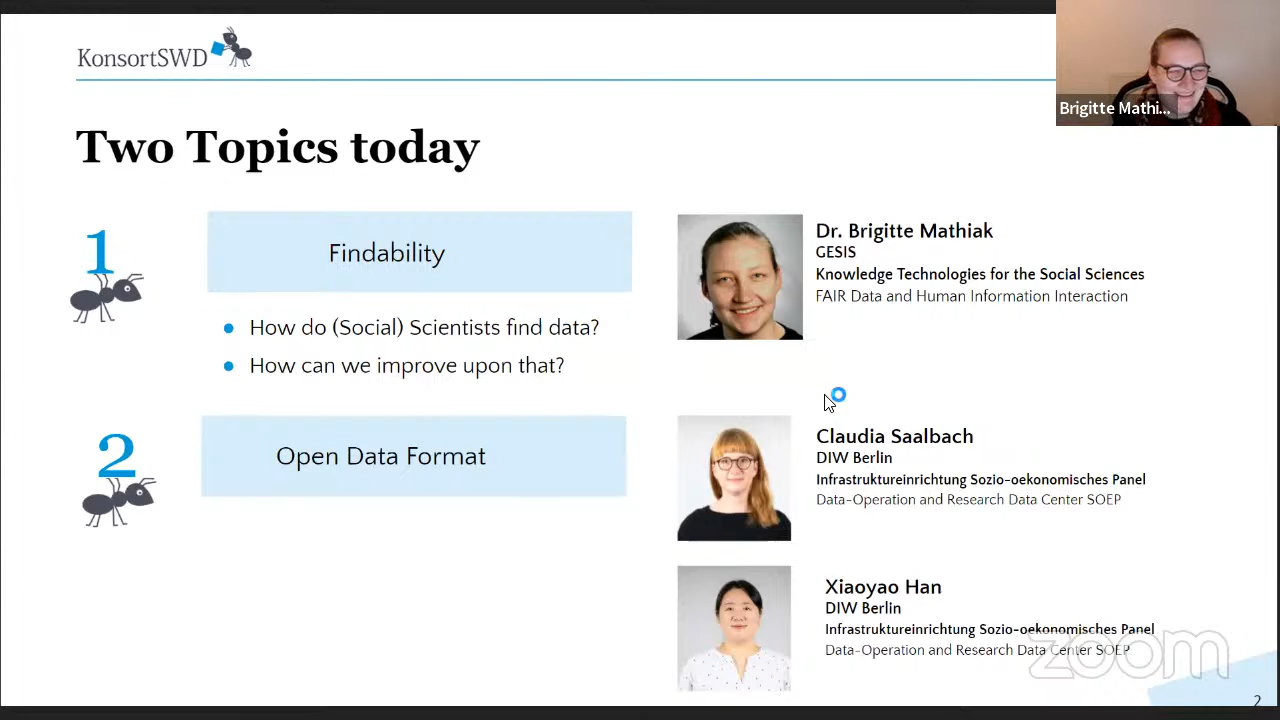 KonsortSWD
Brigitte Mathi...
Two Topics today
1
Findability
How do (Social) Scientists find data?
How can we improve upon that?
Dr. Brigitte Mathiak
GESIS
Knowledge Technologies for the Social Sciences
FAIR Data and Human Information Interaction
2
Open Data Format
Claudia Saalbach
DIW Berlin
Infrastruktureinrichtung Sozio-oekonomisches Panel
Data-Operation and Research Data Center SOEP
Xiaoyao Han
DIW Berlin
Infrastruktureinrichtung Sozio-oekonomisches Panel
Data-Operation and Research Data Center SOEP
zoom
2